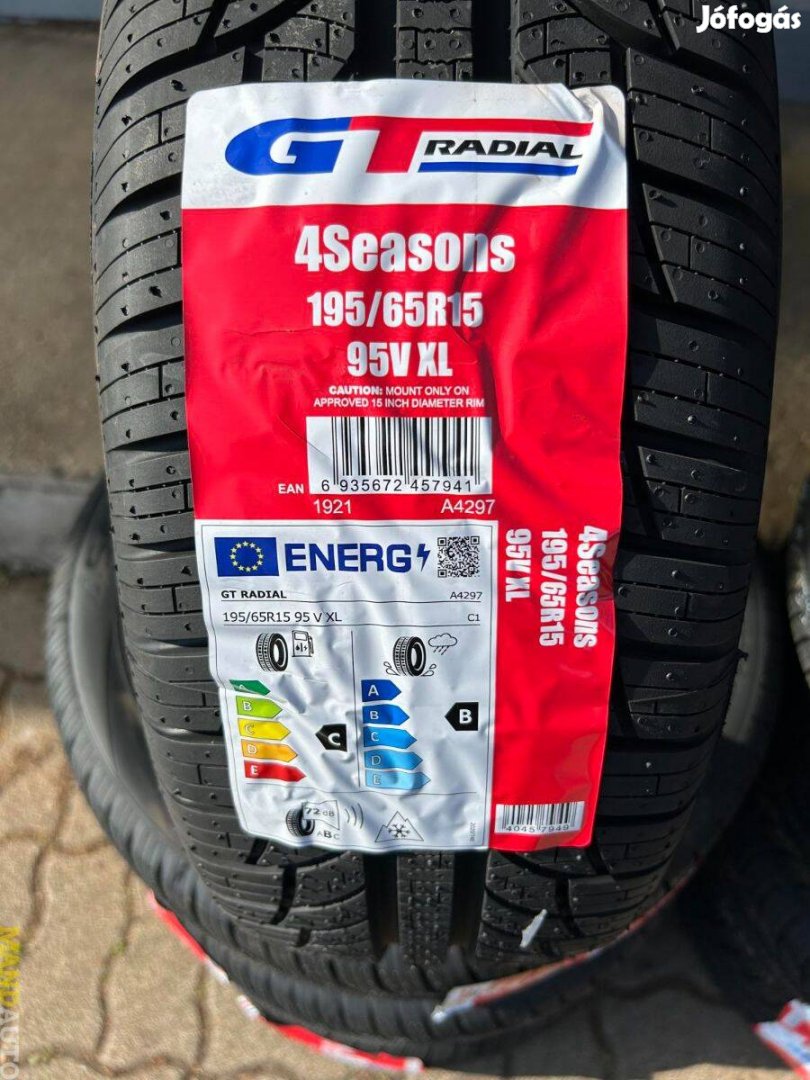 Jófogás
GT RADIAL
4Seasons
195/65R15
95V XL
CAUTION: MOUNT ONLY ON
APPROVED 15 INCH DIAMETER RIM
EAN
6 935672 457941
1921 A4297
ENERG
GT RADIAL A4297
195/65R15 95 V XL C1
A
B
C
D
E
C
A
B
C
D
E
B
72 dB
ABC
4Seasons
195/65R15
95V XL
4045 7949